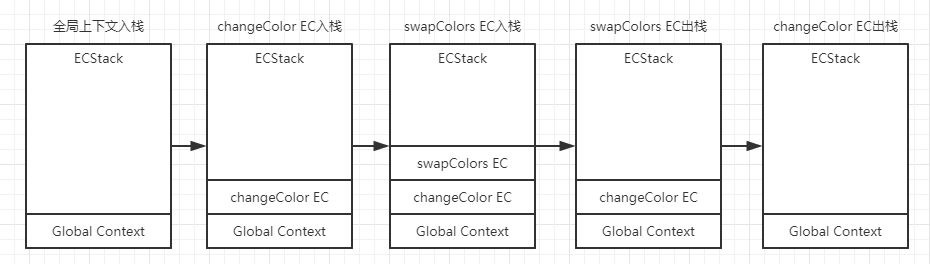 全局上下文入栈
changeColor EC入栈
swapColors EC入栈
swapColors EC出栈
changeColor EC出栈
ECStack
ECStack
ECStack
ECStack
ECStack
swapColors EC
changeColor EC
changeColor EC
changeColor EC
Global Context
Global Context
Global Context
Global Context
Global Context